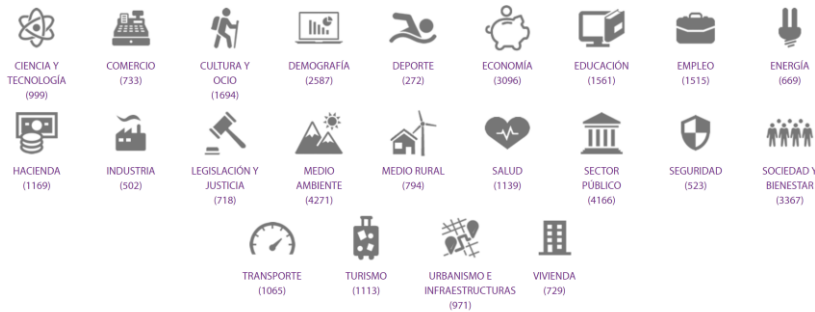 CIENCIA Y
TECNOLOGÍA
(999)
COMERCIO
(733)
CULTURA Y
OCIO
(1694)
DEMOGRAFÍA
(2587)
DEPORTE
(272)
ECONOMÍA
(3096)
EDUCACIÓN
(1561)
EMPLEO
(1515)
ENERGÍA
(669)
HACIENDA
(1169)
INDUSTRIA
(502)
LEGISLACIÓN Y
JUSTICIA
(718)
MEDIO
AMBIENTE
(4271)
MEDIO RURAL
(794)
SALUD
(1139)
SECTOR
PÚBLICO
(4166)
SEGURIDAD
(523)
SOCIEDAD Y
BIENESTAR
(3367)
TRANSPORTE
(1065)
TURISMO
(1113)
URBANISMO E
INFRAESTRUCTURAS
(971)
VIVIENDA
(729)